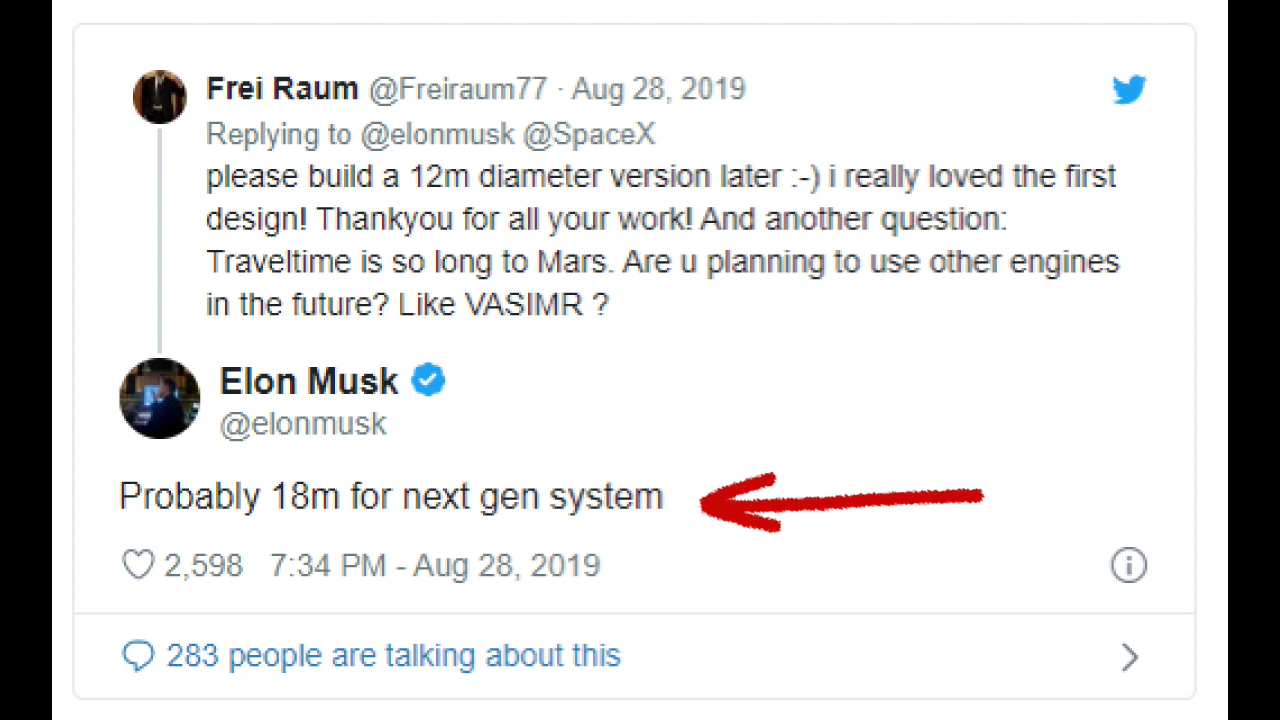 Frei Raum @Freiraum77 · Aug 28, 2019
Replying to @elonmusk @SpaceX
please build a 12m diameter version later :-) i really loved the first
design! Thankyou for all your work! And another question:
Traveltime is so long to Mars. Are u planning to use other engines
in the future? Like VASIMR ?
Elon Musk
@elonmusk
Probably 18m for next gen system
2,598 7:34 PM - Aug 28, 2019
283 people are talking about this